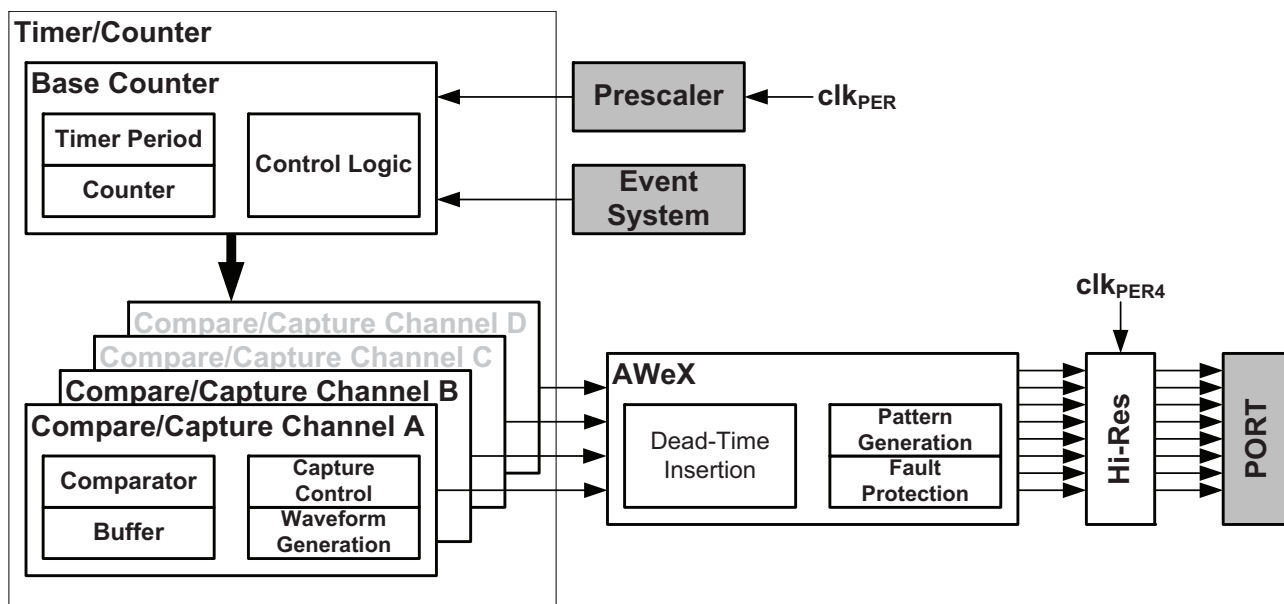 Timer/Counter
Base Counter
Timer Period
Counter
Control Logic
Prescaler
clkPER
Event
System
Compare/Capture Channel D
Compare/Capture Channel C
Compare/Capture Channel B
Compare/Capture Channel A
Comparator
Buffer
Capture
Control
Waveform
Generation
AWeX
Dead-Time
Insertion
Pattern
Generation
Fault
Protection
clkPER4
Hi-Res
PORT